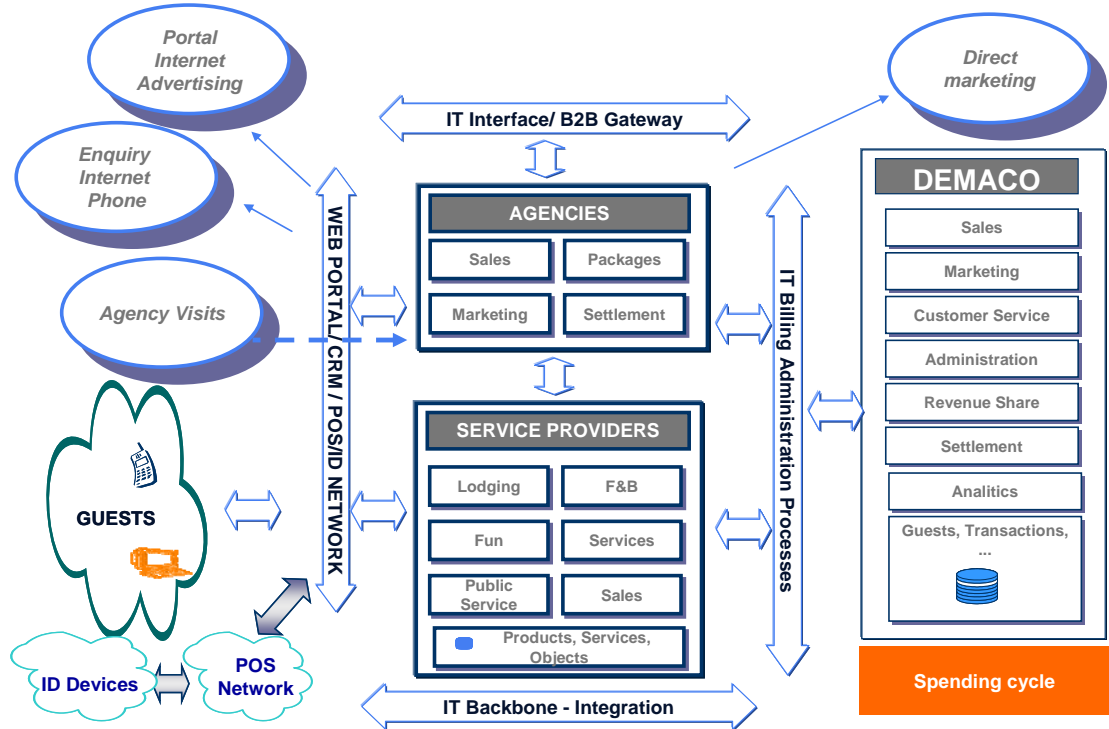 Portal
Internet
Advertising
Direct
marketing
IT Interface/ B2B Gateway
Enquiry
Internet
Phone
Agency Visits
WEB PORTAL/ CRM / POS/ID NETWORK
AGENCIES
Sales
Packages
Marketing
Settlement
IT Billing Administration Processes
DEMACO
Sales
Marketing
Customer Service
Administration
Revenue Share
Settlement
Analitics
Guests, Transactions,
...
SERVICE PROVIDERS
Lodging
F&B
Fun
Services
Public
Service
Sales
Products, Services,
Objects
GUESTS
ID Devices
POS
Network
IT Backbone - Integration
Spending cycle